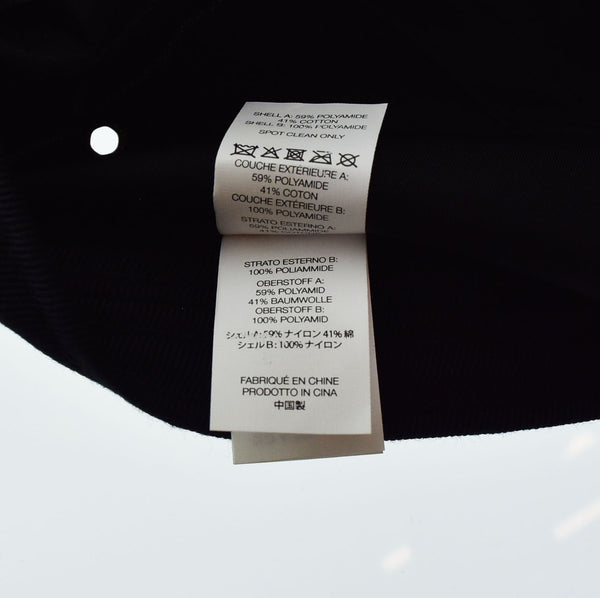 SHELL A: 59% POLYAMIDE
41% COTTON
SHELL B: 100% POLYAMIDE
SPOT CLEAN ONLY
COUCHE EXTÉRIEURE A:
59% POLYAMIDE
41% COTON
COUCHE EXTÉRIEURE B:
100% POLYAMIDE
STRATO ESTERNO A:
59% POLIAMMIDE
STRATO ESTERNO B:
100% POLIAMMIDE
OBERSTOFF A:
59% POLYAMID
41% BAUMWOLLE
OBERSTOFF B:
100% POLYAMID
シェルA: 59% ナイロン 41% 綿
シェル B: 100% ナイロン
FABRIQUÉ EN CHINE
PRODOTTO IN CINA
中国製